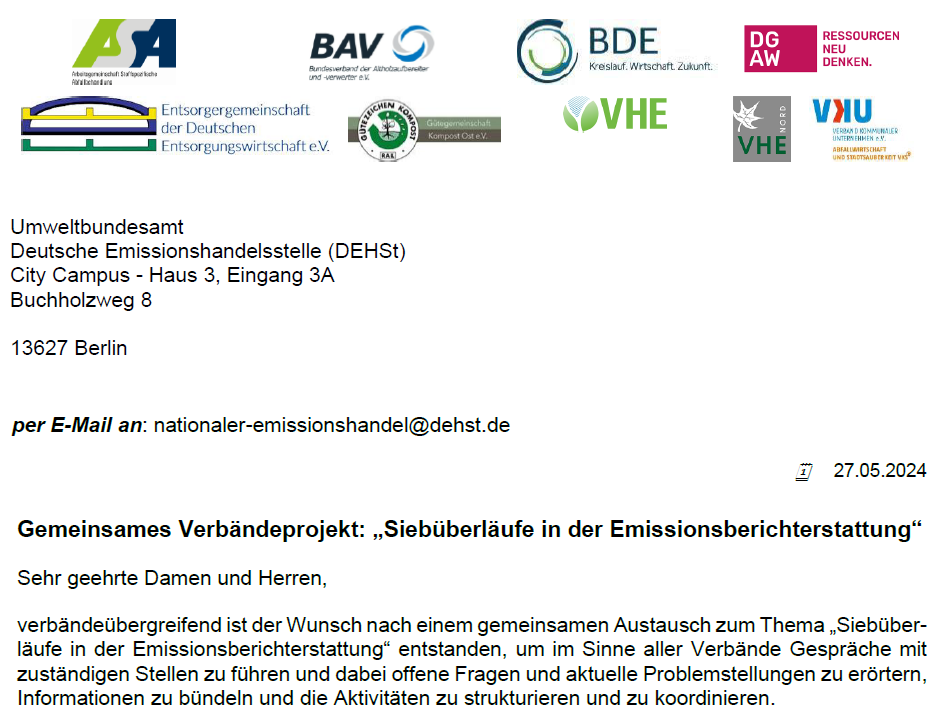 ASA
Arbeitsgemeinschaft Stoffspezifische
Abfallbehandlung
BAV
Bundesverband der Altholzaufbereiter
und -verwerter e.V.
BDE
Kreislauf. Wirtschaft. Zukunft.
DG
AW
RESSOURCEN
NEU
DENKEN.
Entsorgergemeinschaft
der Deutschen
Entsorgungswirtschaft e.V.
GÜTEZEICHEN KOMPOST
RAL
Gütegemeinschaft
Kompost Ost e.V.
VHE
VHE
NORD
VKU
VERBAND KOMMUNALER
UNTERNEHMEN e.V.
ABFALLWIRTSCHAFT
UND STADTSAUBERKEIT VKS
Umweltbundesamt
Deutsche Emissionshandelsstelle (DEHSt)
City Campus - Haus 3, Eingang 3A
Buchholzweg 8
13627 Berlin
per E-Mail an: nationaler-emissionshandel@dehst.de
27.05.2024
Gemeinsames Verbändeprojekt: „Siebüberläufe in der Emissionsberichterstattung“
Sehr geehrte Damen und Herren,
verbändeübergreifend ist der Wunsch nach einem gemeinsamen Austausch zum Thema „Siebüber-
läufe in der Emissionsberichterstattung“ entstanden, um im Sinne aller Verbände Gespräche mit
zuständigen Stellen zu führen und dabei offene Fragen und aktuelle Problemstellungen zu erörtern,
Informationen zu bündeln und die Aktivitäten zu strukturieren und zu koordinieren.